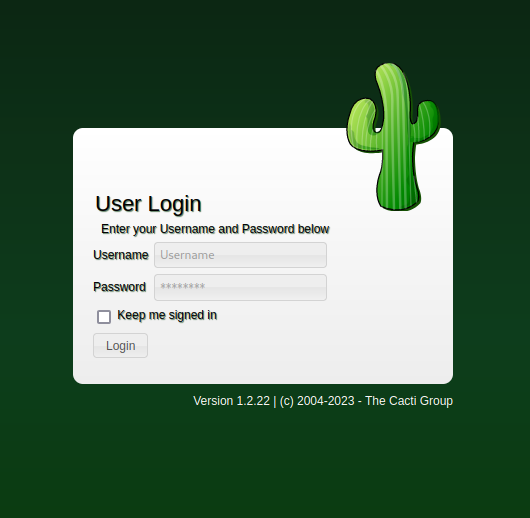 User Login
Enter your Username and Password below
Username Username
Password ********
Keep me signed in
Login
Version 1.2.22 | (c) 2004-2023 - The Cacti Group